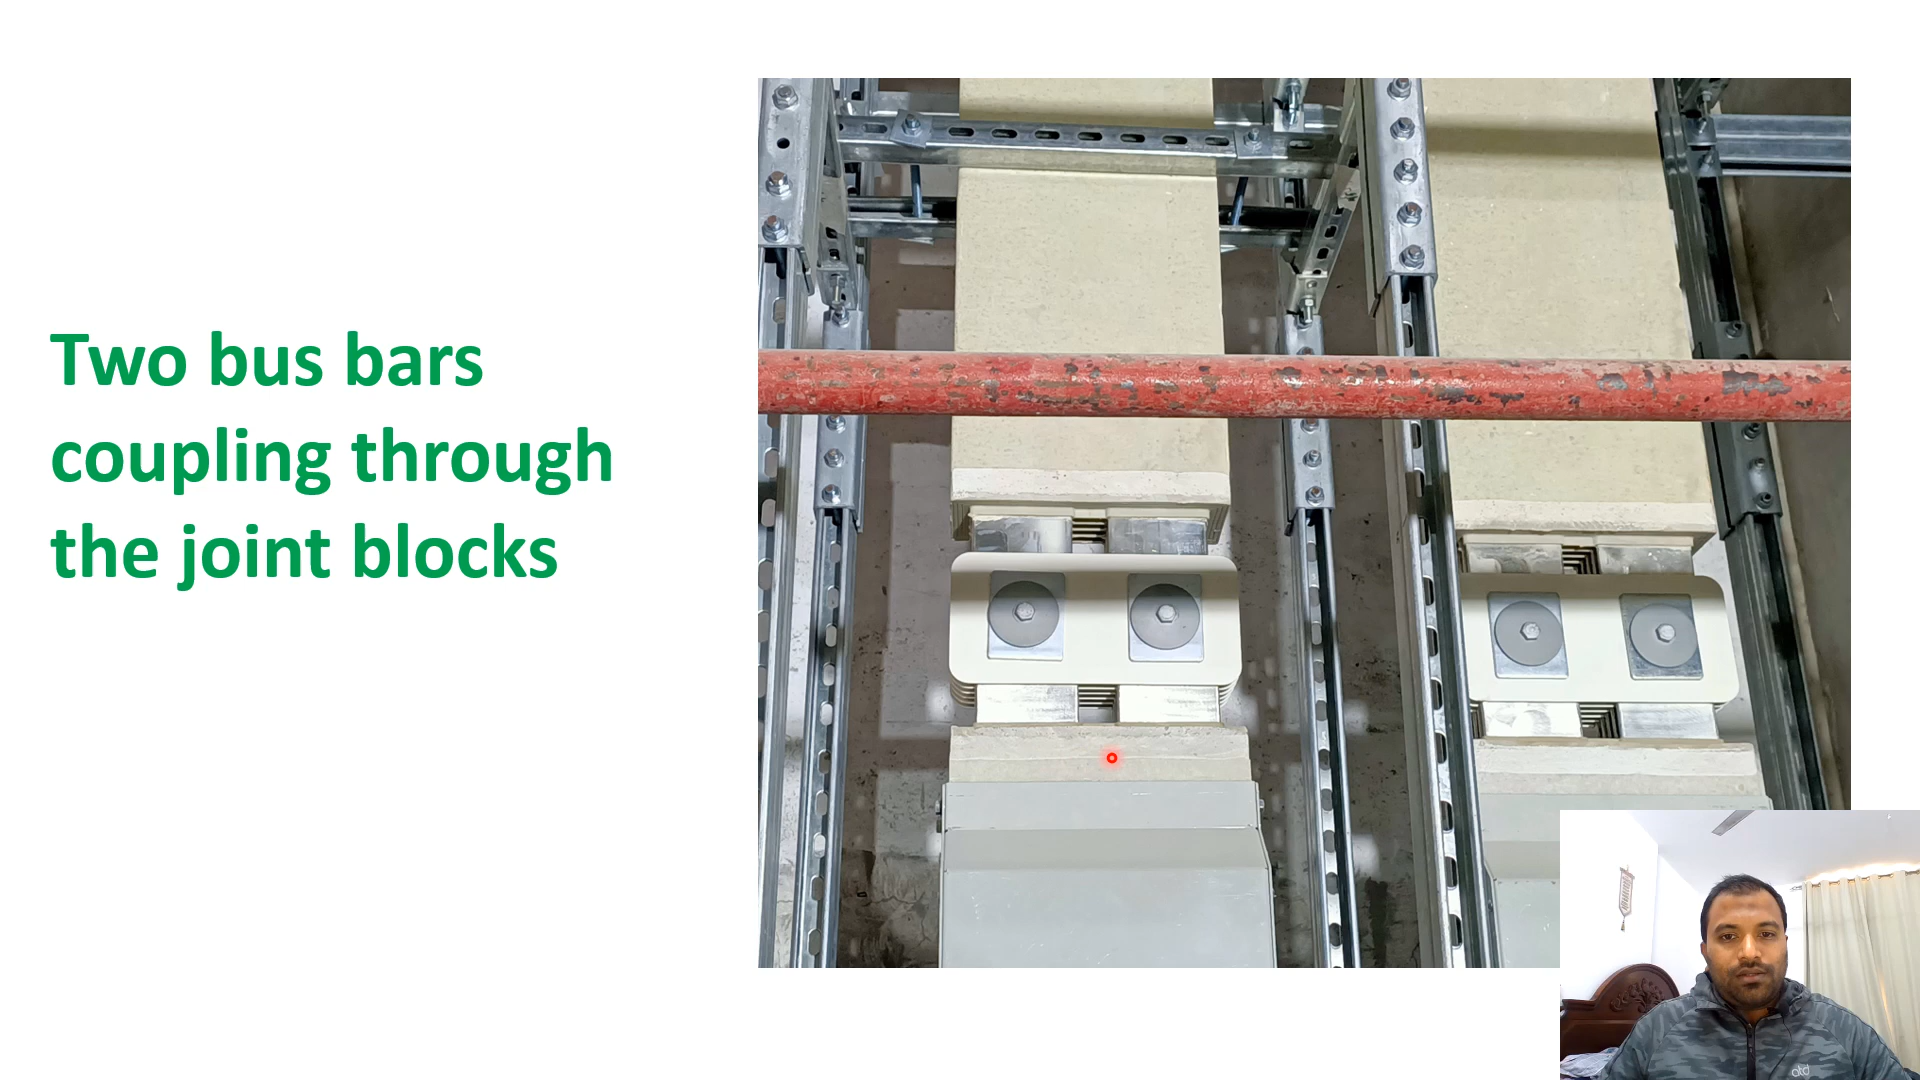 Two bus bars
coupling through
the joint blocks